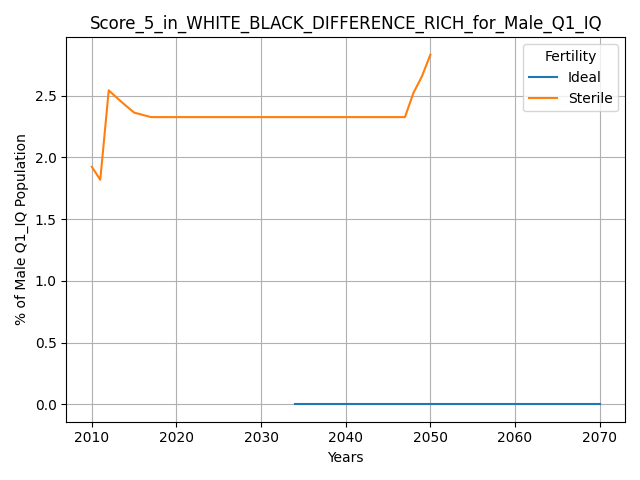 Score_5_in_WHITE_BLACK_DIFFERENCE_RICH_for_Male_Q1_IQ
Fertility
Ideal
Sterile
% of Male Q1_IQ Population
2.5
2.0
1.5
1.0
0.5
0.0
2010 2020 2030 2040 2050 2060 2070
Years